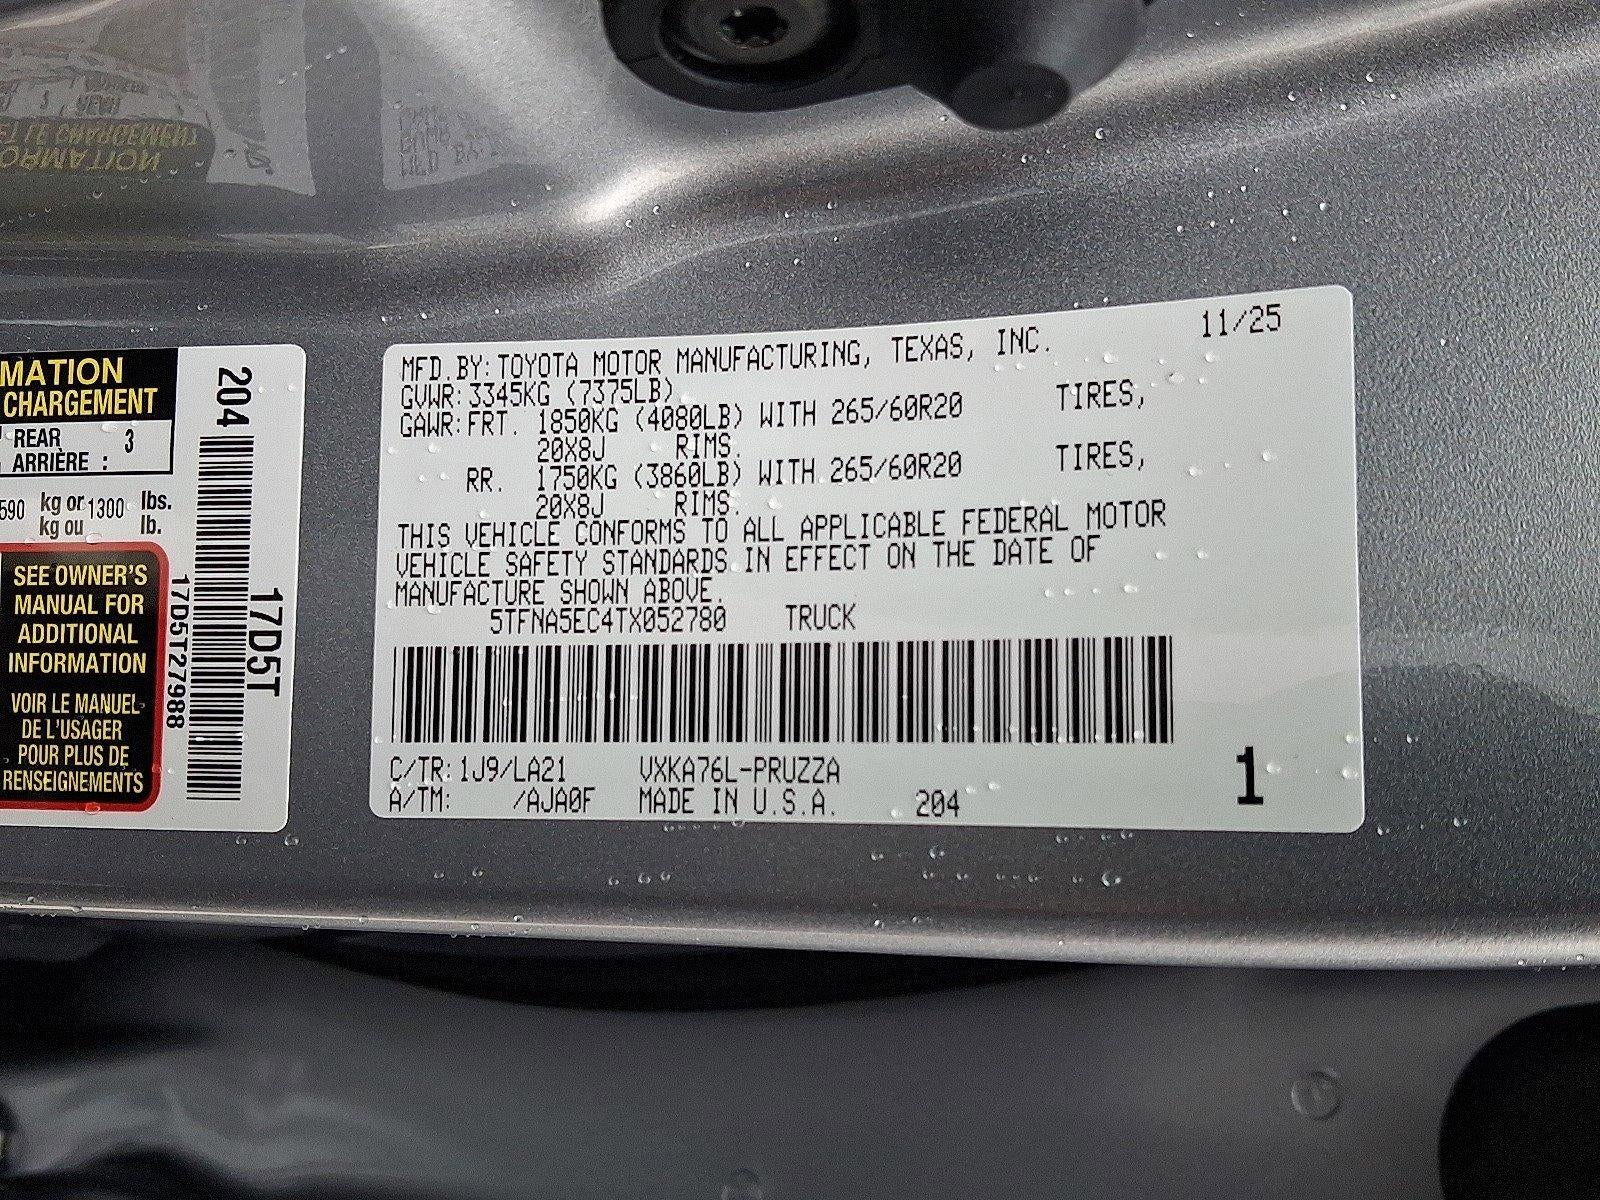 MATION
CHARGEMENT
REAR 3
ARRIÈRE :
590 kg or 1300 lbs.
kg ou lb.
SEE OWNER'S
MANUAL FOR
ADDITIONAL
INFORMATION
VOIR LE MANUEL
DE L'USAGER
POUR PLUS DE
RENSEIGNEMENTS
204
17D5T
17D5T27988
MFD.BY: TOYOTA MOTOR MANUFACTURING, TEXAS, INC. 11/25
GVWR: 3345KG (7375LB)
GAWR: FRT. 1850KG (4080LB) WITH 265/60R20 TIRES,
20X8J RIMS.
RR. 1750KG (3860LB) WITH 265/60R20 TIRES,
20X8J RIMS.
THIS VEHICLE CONFORMS TO ALL APPLICABLE FEDERAL MOTOR
VEHICLE SAFETY STANDARDS IN EFFECT ON THE DATE OF
MANUFACTURE SHOWN ABOVE.
5TFNA5EC4TX052780 TRUCK
C/TR: 1J9/LA21 VXKA76L-PRUZZA
A/TM: /AJA0F MADE IN U.S.A. 204
1